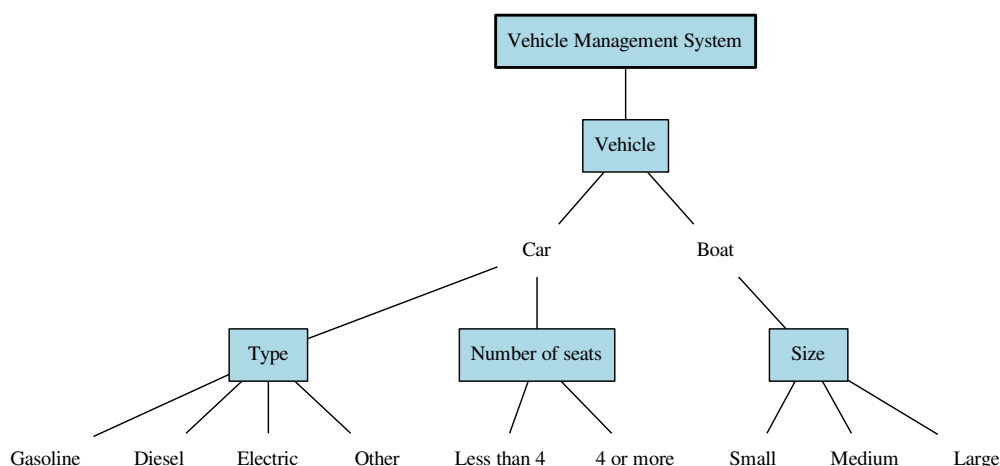 Vehicle Management System
Vehicle
Car
Boat
Type
Number of seats
Size
Gasoline
Diesel
Electric
Other
Less than 4
4 or more
Small
Medium
Large